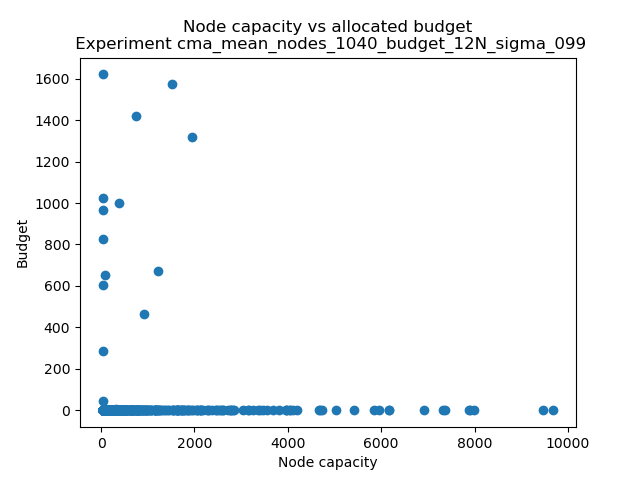 Node capacity vs allocated budget
Experiment cma_mean_nodes_1040_budget_12N_sigma_099
1600
1400
1200
1000
800
600
400
200
0
Budget
0 2000 4000 6000 8000 10000
Node capacity